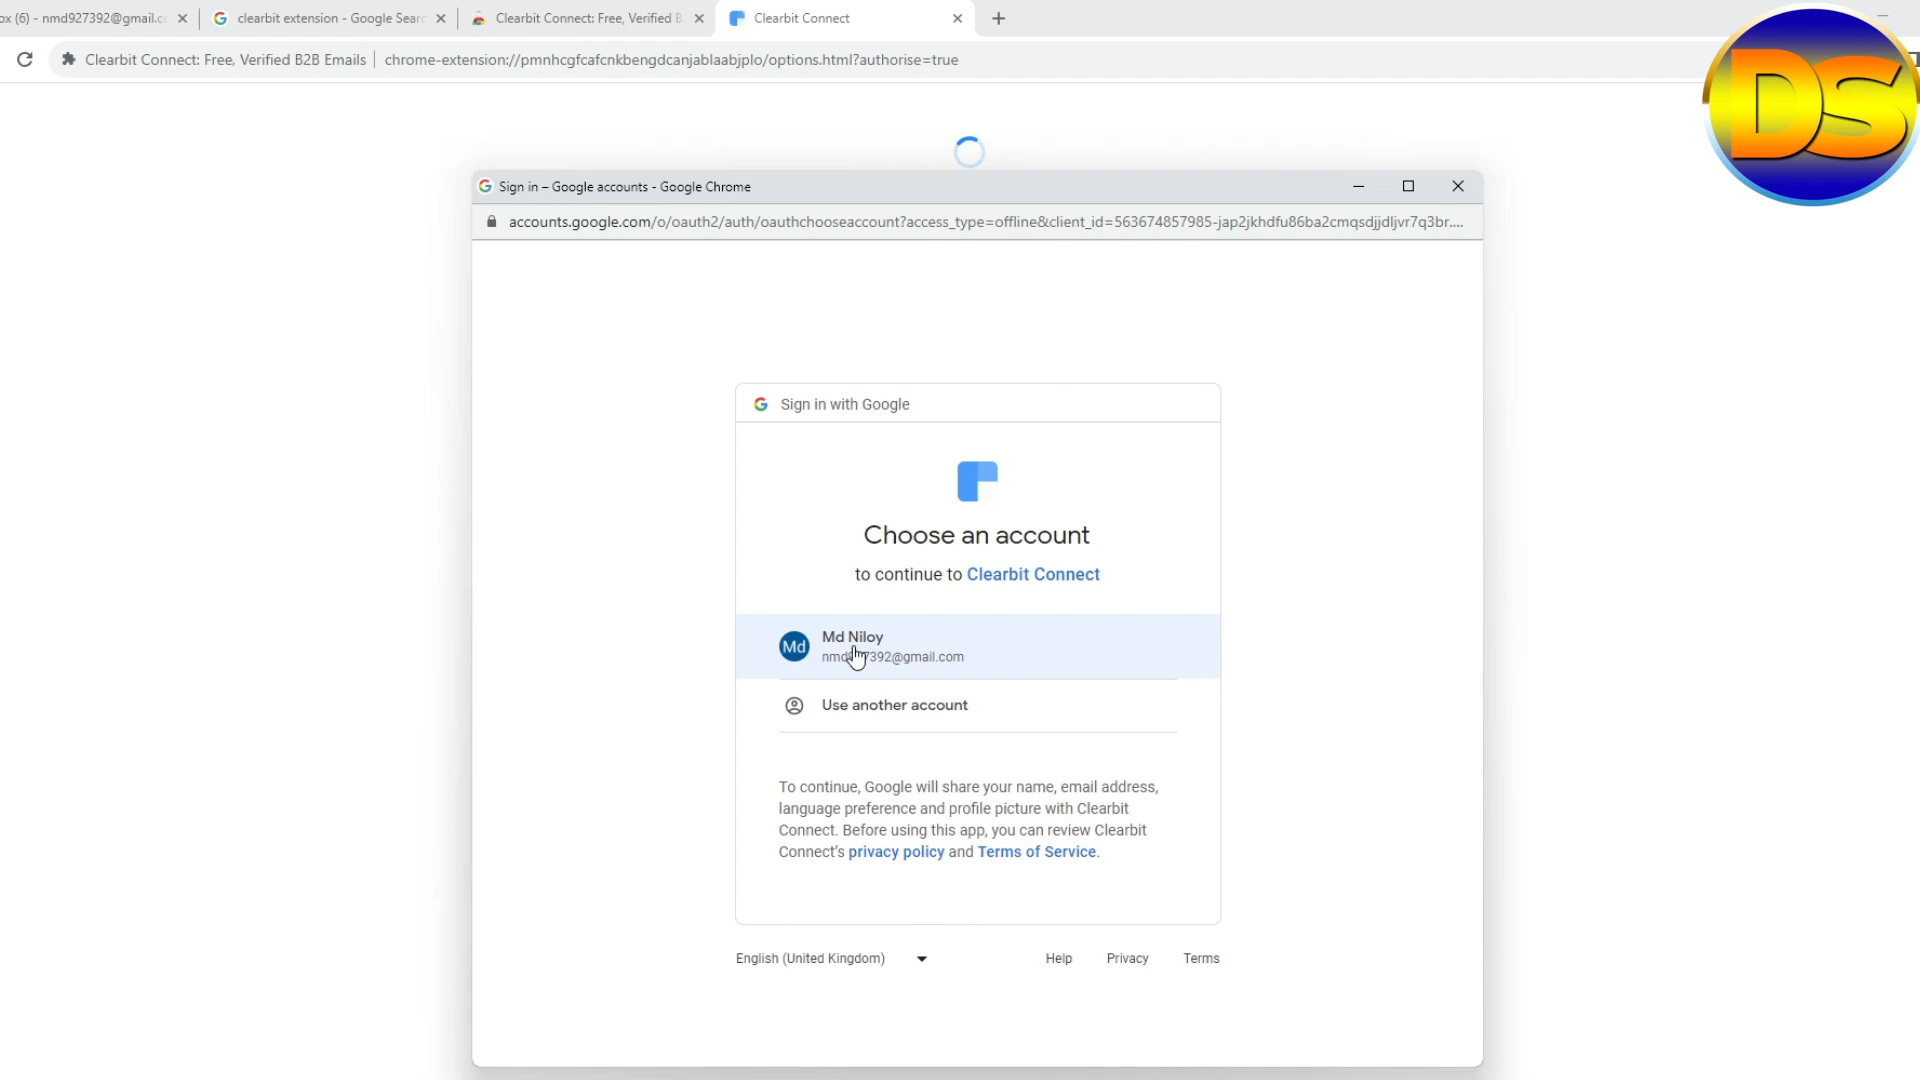 ox (6) - nmd927392@gmail.c
clearbit extension - Google Sear
Clearbit Connect: Free, Verified B
Clearbit Connect
Clearbit Connect: Free, Verified B2B Emails
chrome-extension://pmnhcgfcafcnkbengdcanjablaabjplo/options.html?authorise=true
DS
Sign in – Google accounts - Google Chrome
accounts.google.com/o/oauth2/auth/oauthchooseaccount?access_type=offline&client_id=563674857985-jap2jkhdfu86ba2cmqsdjjdljvr7q3br....
Sign in with Google
Choose an account
to continue to Clearbit Connect
Md
Md Niloy
nmd927392@gmail.com
Use another account
To continue, Google will share your name, email address,
language preference and profile picture with Clearbit
Connect. Before using this app, you can review Clearbit
Connect's privacy policy and Terms of Service.
English (United Kingdom)
Help
Privacy
Terms